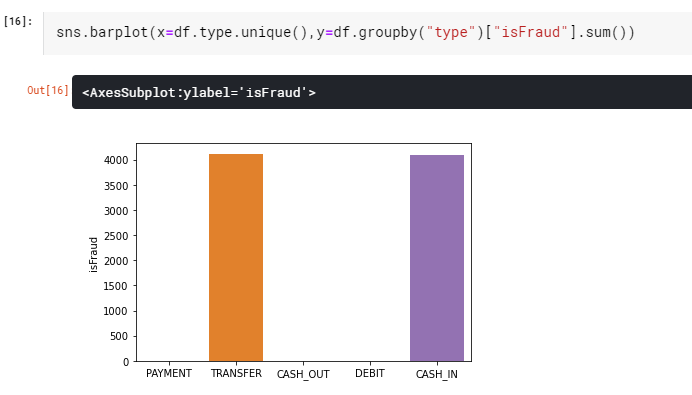 [16]:
sns.barplot(x=df.type.unique(),y=df.groupby("type")["isFraud"].sum())
Out[16]
<AxesSubplot:ylabel='isFraud'>
4000
3500
3000
2500
2000
1500
1000
500
0
isFraud
PAYMENT TRANSFER CASH_OUT DEBIT CASH_IN